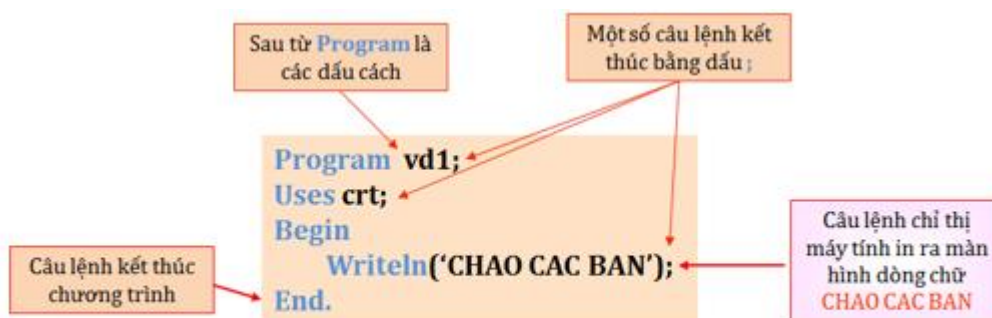 Sau từ Program là
các dấu cách
Một số câu lệnh kết
thúc bằng dấu ;
Program vd1;
Uses crt;
Begin
Writeln(‘CHAO CAC BAN’);
End.
Câu lệnh kết thúc
chương trình
Câu lệnh chỉ thị
máy tính in ra màn
hình dòng chữ
CHAO CAC BAN